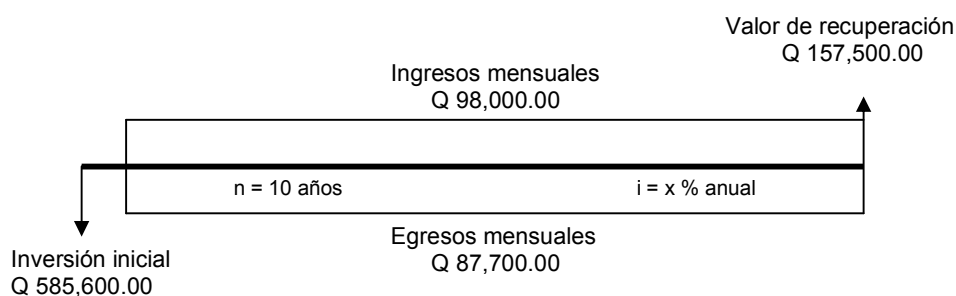 Valor de recuperación
Q 157,500.00
Ingresos mensuales
Q 98,000.00
n = 10 años
i = x % anual
Egresos mensuales
Q 87,700.00
Inversión inicial
Q 585,600.00